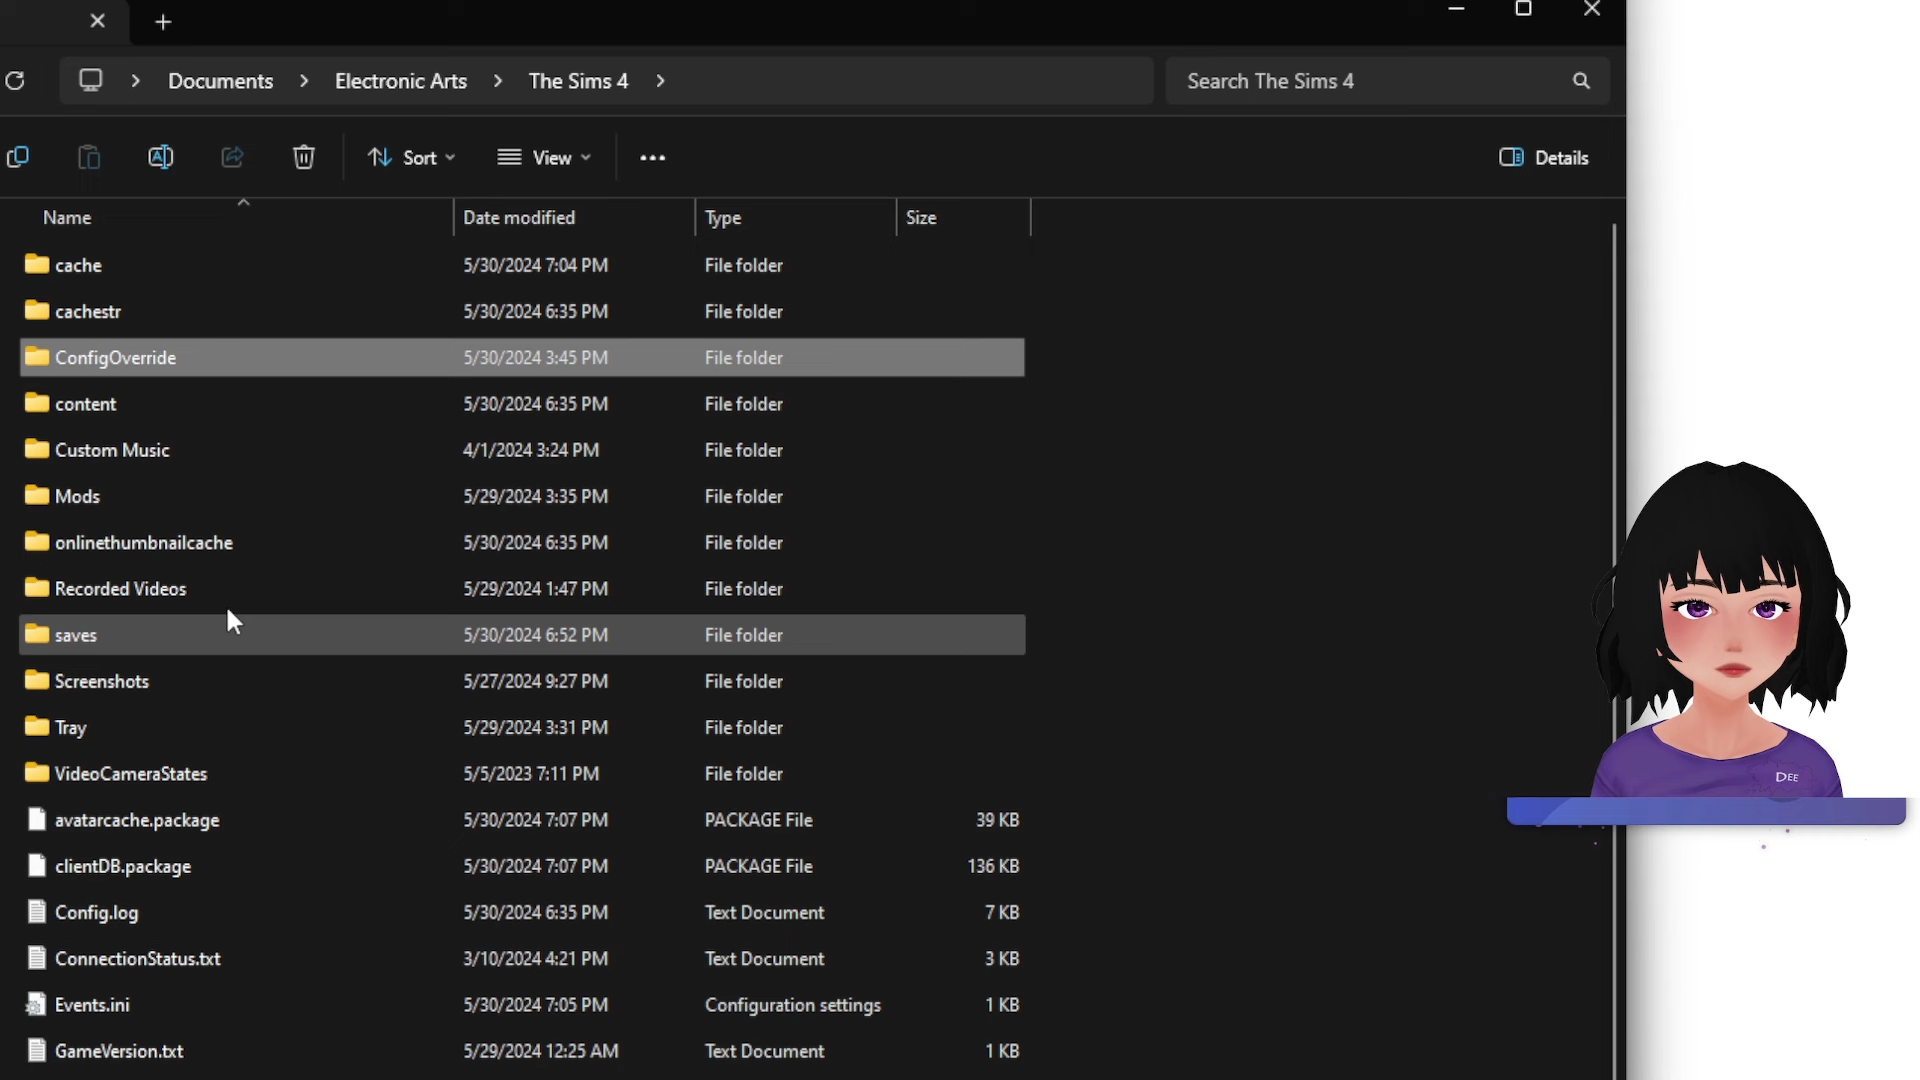 Documents > Electronic Arts > The Sims 4 >
Search The Sims 4
Sort
View
Details
Name Date modified Type Size
cache 5/30/2024 7:04 PM File folder
cachestr 5/30/2024 6:35 PM File folder
ConfigOverride 5/30/2024 3:45 PM File folder
content 5/30/2024 6:35 PM File folder
Custom Music 4/1/2024 3:24 PM File folder
Mods 5/29/2024 3:35 PM File folder
onlinethumbnailcache 5/30/2024 6:35 PM File folder
Recorded Videos 5/29/2024 1:47 PM File folder
saves 5/30/2024 6:52 PM File folder
Screenshots 5/27/2024 9:27 PM File folder
Tray 5/29/2024 3:31 PM File folder
VideoCameraStates 5/5/2023 7:11 PM File folder
avatarcache.package 5/30/2024 7:07 PM PACKAGE File 39 KB
clientDB.package 5/30/2024 7:07 PM PACKAGE File 136 KB
Config.log 5/30/2024 6:35 PM Text Document 7 KB
ConnectionStatus.txt 3/10/2024 4:21 PM Text Document 3 KB
Events.ini 5/30/2024 7:05 PM Configuration settings 1 KB
GameVersion.txt 5/29/2024 12:25 AM Text Document 1 KB
DEE